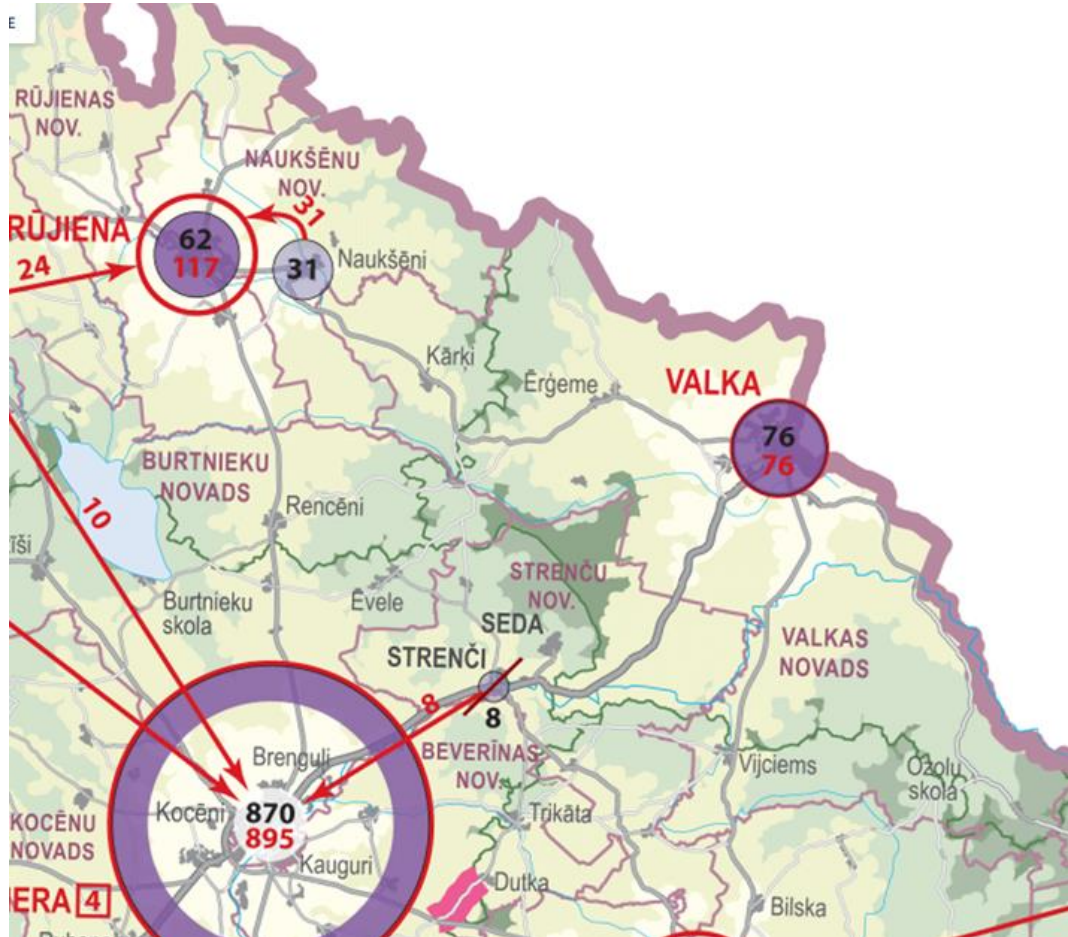 E
RŪJIENAS
NOV.
NAUKŠĒNU
NOV.
31
RŪJIENA
62
117
31
Naukšēni
24
Kārķi
Ērģeme
VALKA
76
76
BURTNIEKU
NOVADS
10
Rencēni
STRENČU
NOV.
Burtnieku
skola
Ēvele
SEDA
VALKAS
NOVADS
STRENČI
8
8
BEVERĪNAS
NOV.
Brenguļi
Vijciems
Ozolu
skola
Kocēni
870
895
Trikāta
KOCĒNU
NOVADS
Kauguri
Dutka
ERA 4
Bilska